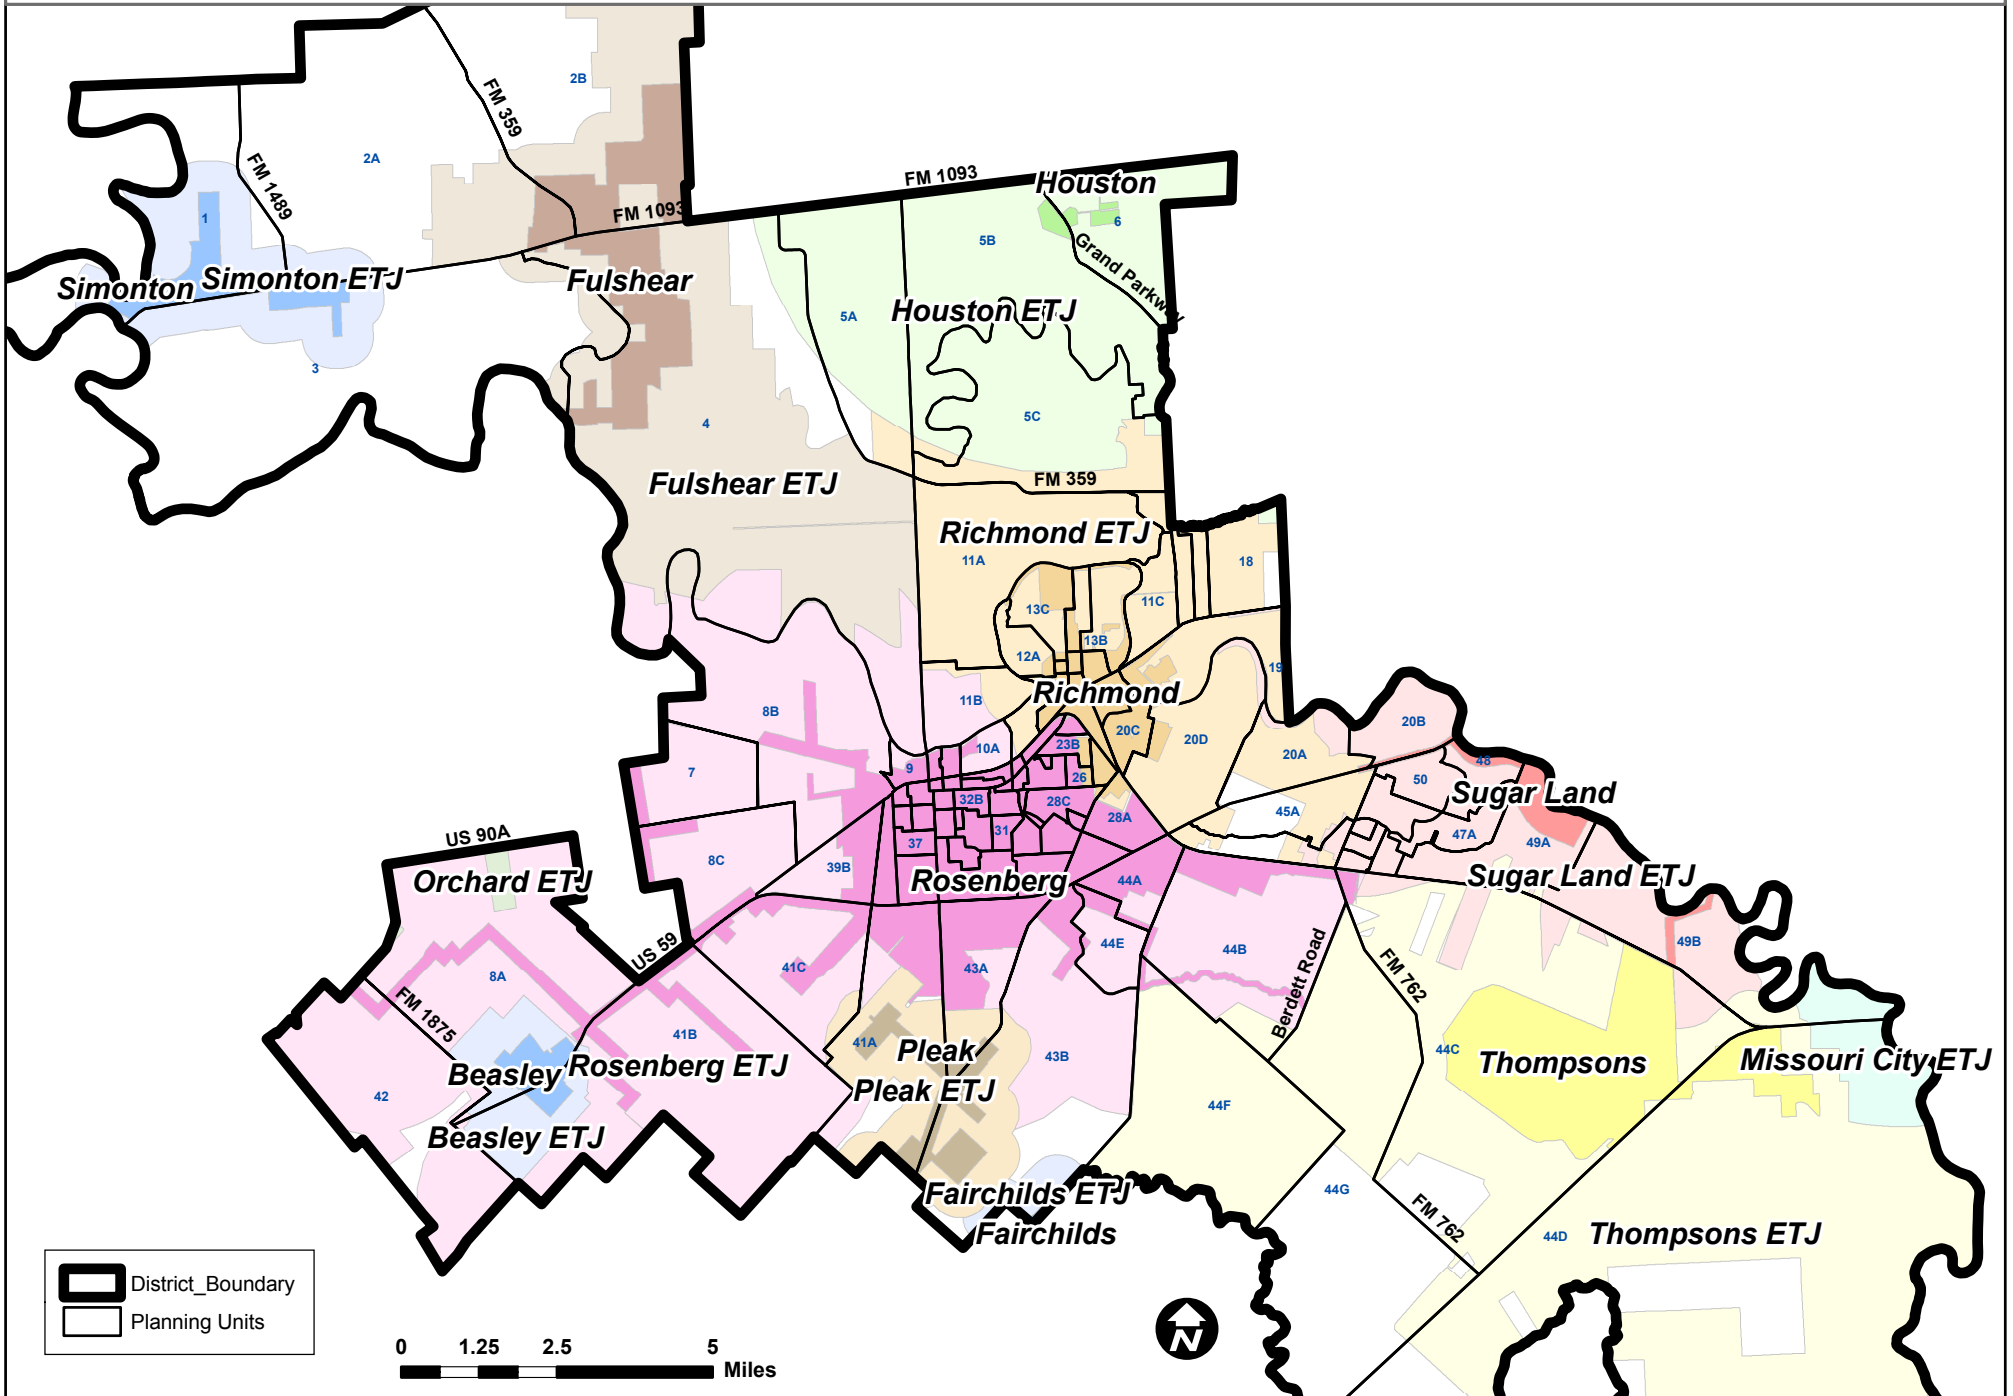 2B
FM 359
2A
FM 1489
1
FM 1093
FM 1093
Houston
6
5B
Grand Parkway
Simonton
Simonton ETJ
Fulshear
5A
Houston ETJ
3
5C
4
Fulshear ETJ
FM 359
Richmond ETJ
11A
18
13C
11C
13B
12A
19
11B
Richmond
8B
20B
20C
23B
20D
10A
20A
48
7
9
26
50
Sugar Land
32B
28C
45A
28A
US 90A
37
31
47A
49A
8C
39B
Orchard ETJ
Rosenberg
44A
Sugar Land ETJ
US 59
44E
44B
49B
41C
43A
8A
Berdett Road
FM 762
FM 1875
41B
41A
Pleak
43B
44C
Thompsons
Missouri City ETJ
Beasley
Rosenberg ETJ
Pleak ETJ
42
44F
Beasley ETJ
Fairchilds ETJ
44G
FM 762
Fairchilds
44D
Thompsons ETJ
District_Boundary
Planning Units
N
0 1.25 2.5 5
Miles